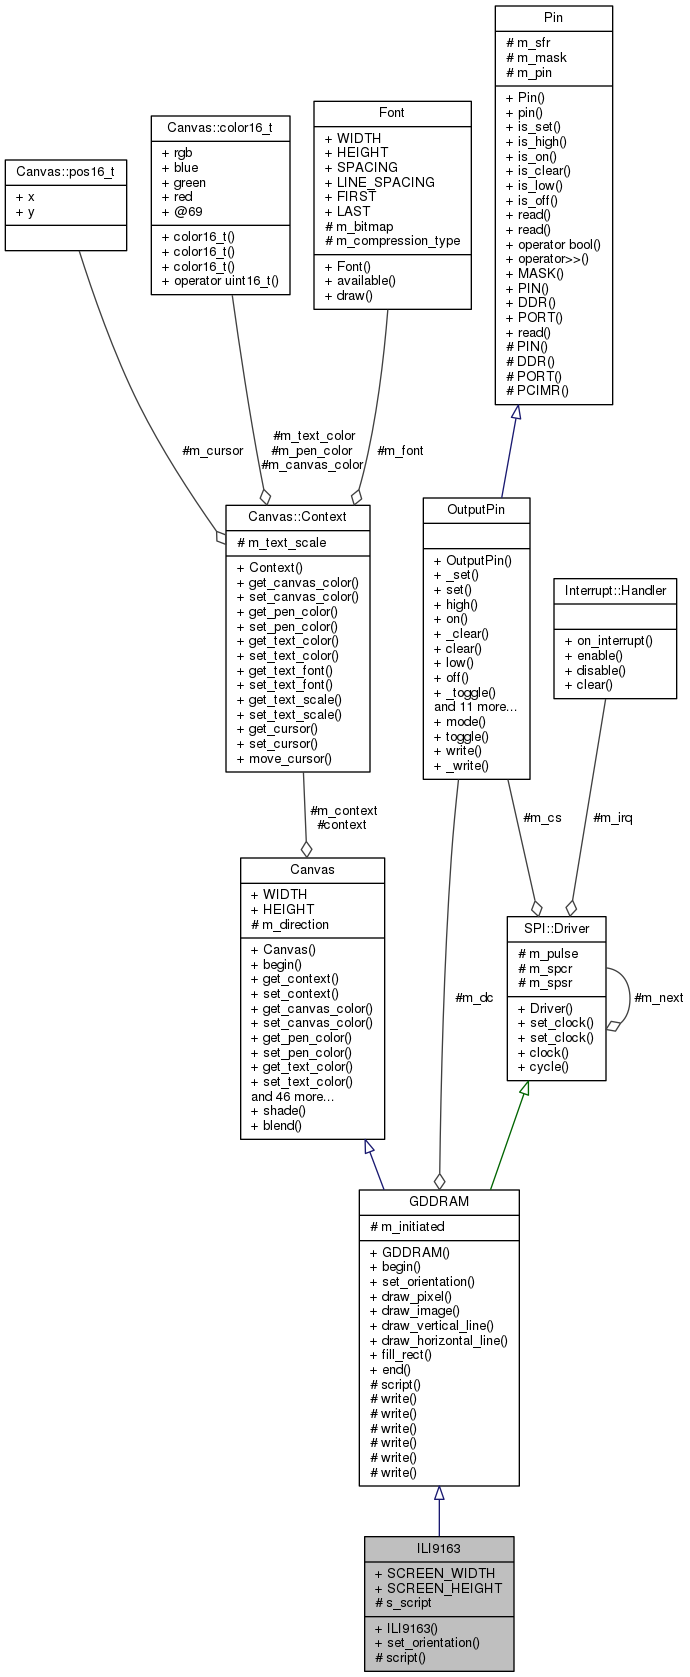 Pin
# m_sfr
# m_mask
# m_pin
+ Pin()
+ pin()
+ is_set()
+ is_high()
+ is_on()
+ is_clear()
+ is_low()
+ is_off()
+ read()
+ read()
+ operator bool()
+ operator>>()
+ MASK()
+ PIN()
+ DDR()
+ PORT()
+ read()
# PIN()
# DDR()
# PORT()
# PCIMR()
Font
+ WIDTH
+ HEIGHT
+ SPACING
+ LINE_SPACING
+ FIRST
+ LAST
# m_bitmap
# m_compression_type
+ Font()
+ available()
+ draw()
Canvas::color16_t
+ rgb
+ blue
+ green
+ red
+ @69
+ color16_t()
+ color16_t()
+ color16_t()
+ operator uint16_t()
Canvas::pos16_t
+ x
+ y
#m_cursor
#m_text_color
#m_pen_color
#m_canvas_color
#m_font
Canvas::Context
# m_text_scale
+ Context()
+ get_canvas_color()
+ set_canvas_color()
+ get_pen_color()
+ set_pen_color()
+ get_text_color()
+ set_text_color()
+ get_text_font()
+ set_text_font()
+ get_text_scale()
+ set_text_scale()
+ get_cursor()
+ set_cursor()
+ move_cursor()
OutputPin
+ OutputPin()
+ _set()
+ set()
+ high()
+ on()
+ _clear()
+ clear()
+ low()
+ off()
+ _toggle()
and 11 more...
+ mode()
+ toggle()
+ write()
+ _write()
Interrupt::Handler
+ on_interrupt()
+ enable()
+ disable()
+ clear()
#m_context
#context
#m_cs
#m_irq
Canvas
+ WIDTH
+ HEIGHT
# m_direction
+ Canvas()
+ begin()
+ get_context()
+ set_context()
+ get_canvas_color()
+ set_canvas_color()
+ get_pen_color()
+ set_pen_color()
+ get_text_color()
+ set_text_color()
and 46 more...
+ shade()
+ blend()
#m_dc
SPI::Driver
# m_pulse
# m_spcr
# m_spsr
+ Driver()
+ set_clock()
+ set_clock()
+ clock()
+ cycle()
#m_next
GDDRAM
# m_initiated
+ GDDRAM()
+ begin()
+ set_orientation()
+ draw_pixel()
+ draw_image()
+ draw_vertical_line()
+ draw_horizontal_line()
+ fill_rect()
+ end()
# script()
# write()
# write()
# write()
# write()
# write()
# write()
ILI9163
+ SCREEN_WIDTH
+ SCREEN_HEIGHT
# s_script
+ ILI9163()
+ set_orientation()
# script()